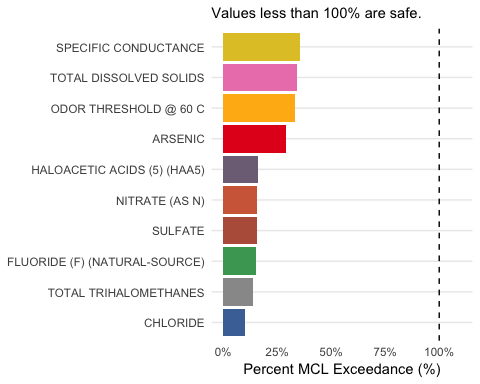 Values less than 100% are safe.
SPECIFIC CONDUCTANCE
TOTAL DISSOLVED SOLIDS
ODOR THRESHOLD @ 60 C
ARSENIC
HALOACETIC ACIDS (5) (HAA5)
NITRATE (AS N)
SULFATE
FLUORIDE (F) (NATURAL-SOURCE)
TOTAL TRIHALOMETHANES
CHLORIDE
0% 25% 50% 75% 100%
Percent MCL Exceedance (%)